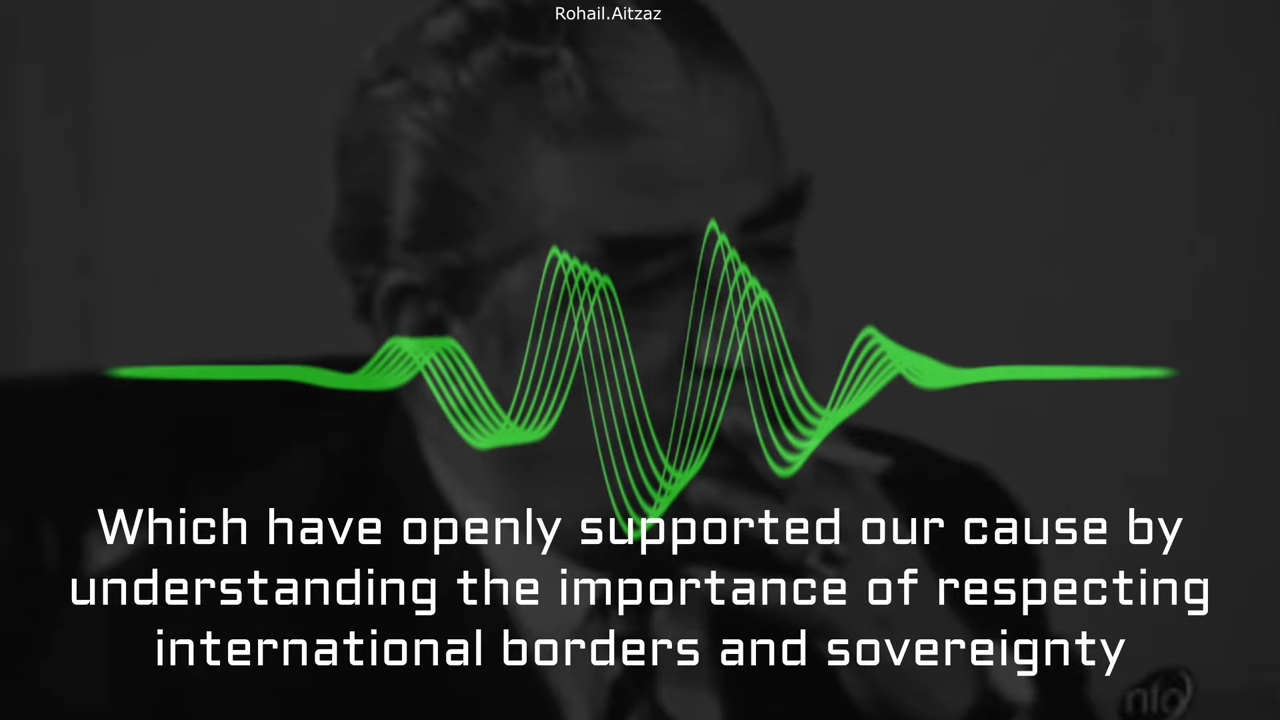 Rohail.Aitzaz
Which have openly supported our cause by
understanding the importance of respecting
international borders and sovereignty